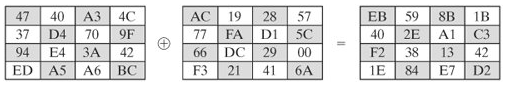 47 40 A3 4C   AC 19 28 57   EB 59 8B 1B
37 D4 70 9F   77 FA D1 5C   40 2E A1 C3
94 E4 3A 42 ⊕ 66 DC 29 00 = F2 38 13 42
ED A5 A6 BC   F3 21 41 6A   1E 84 E7 D2